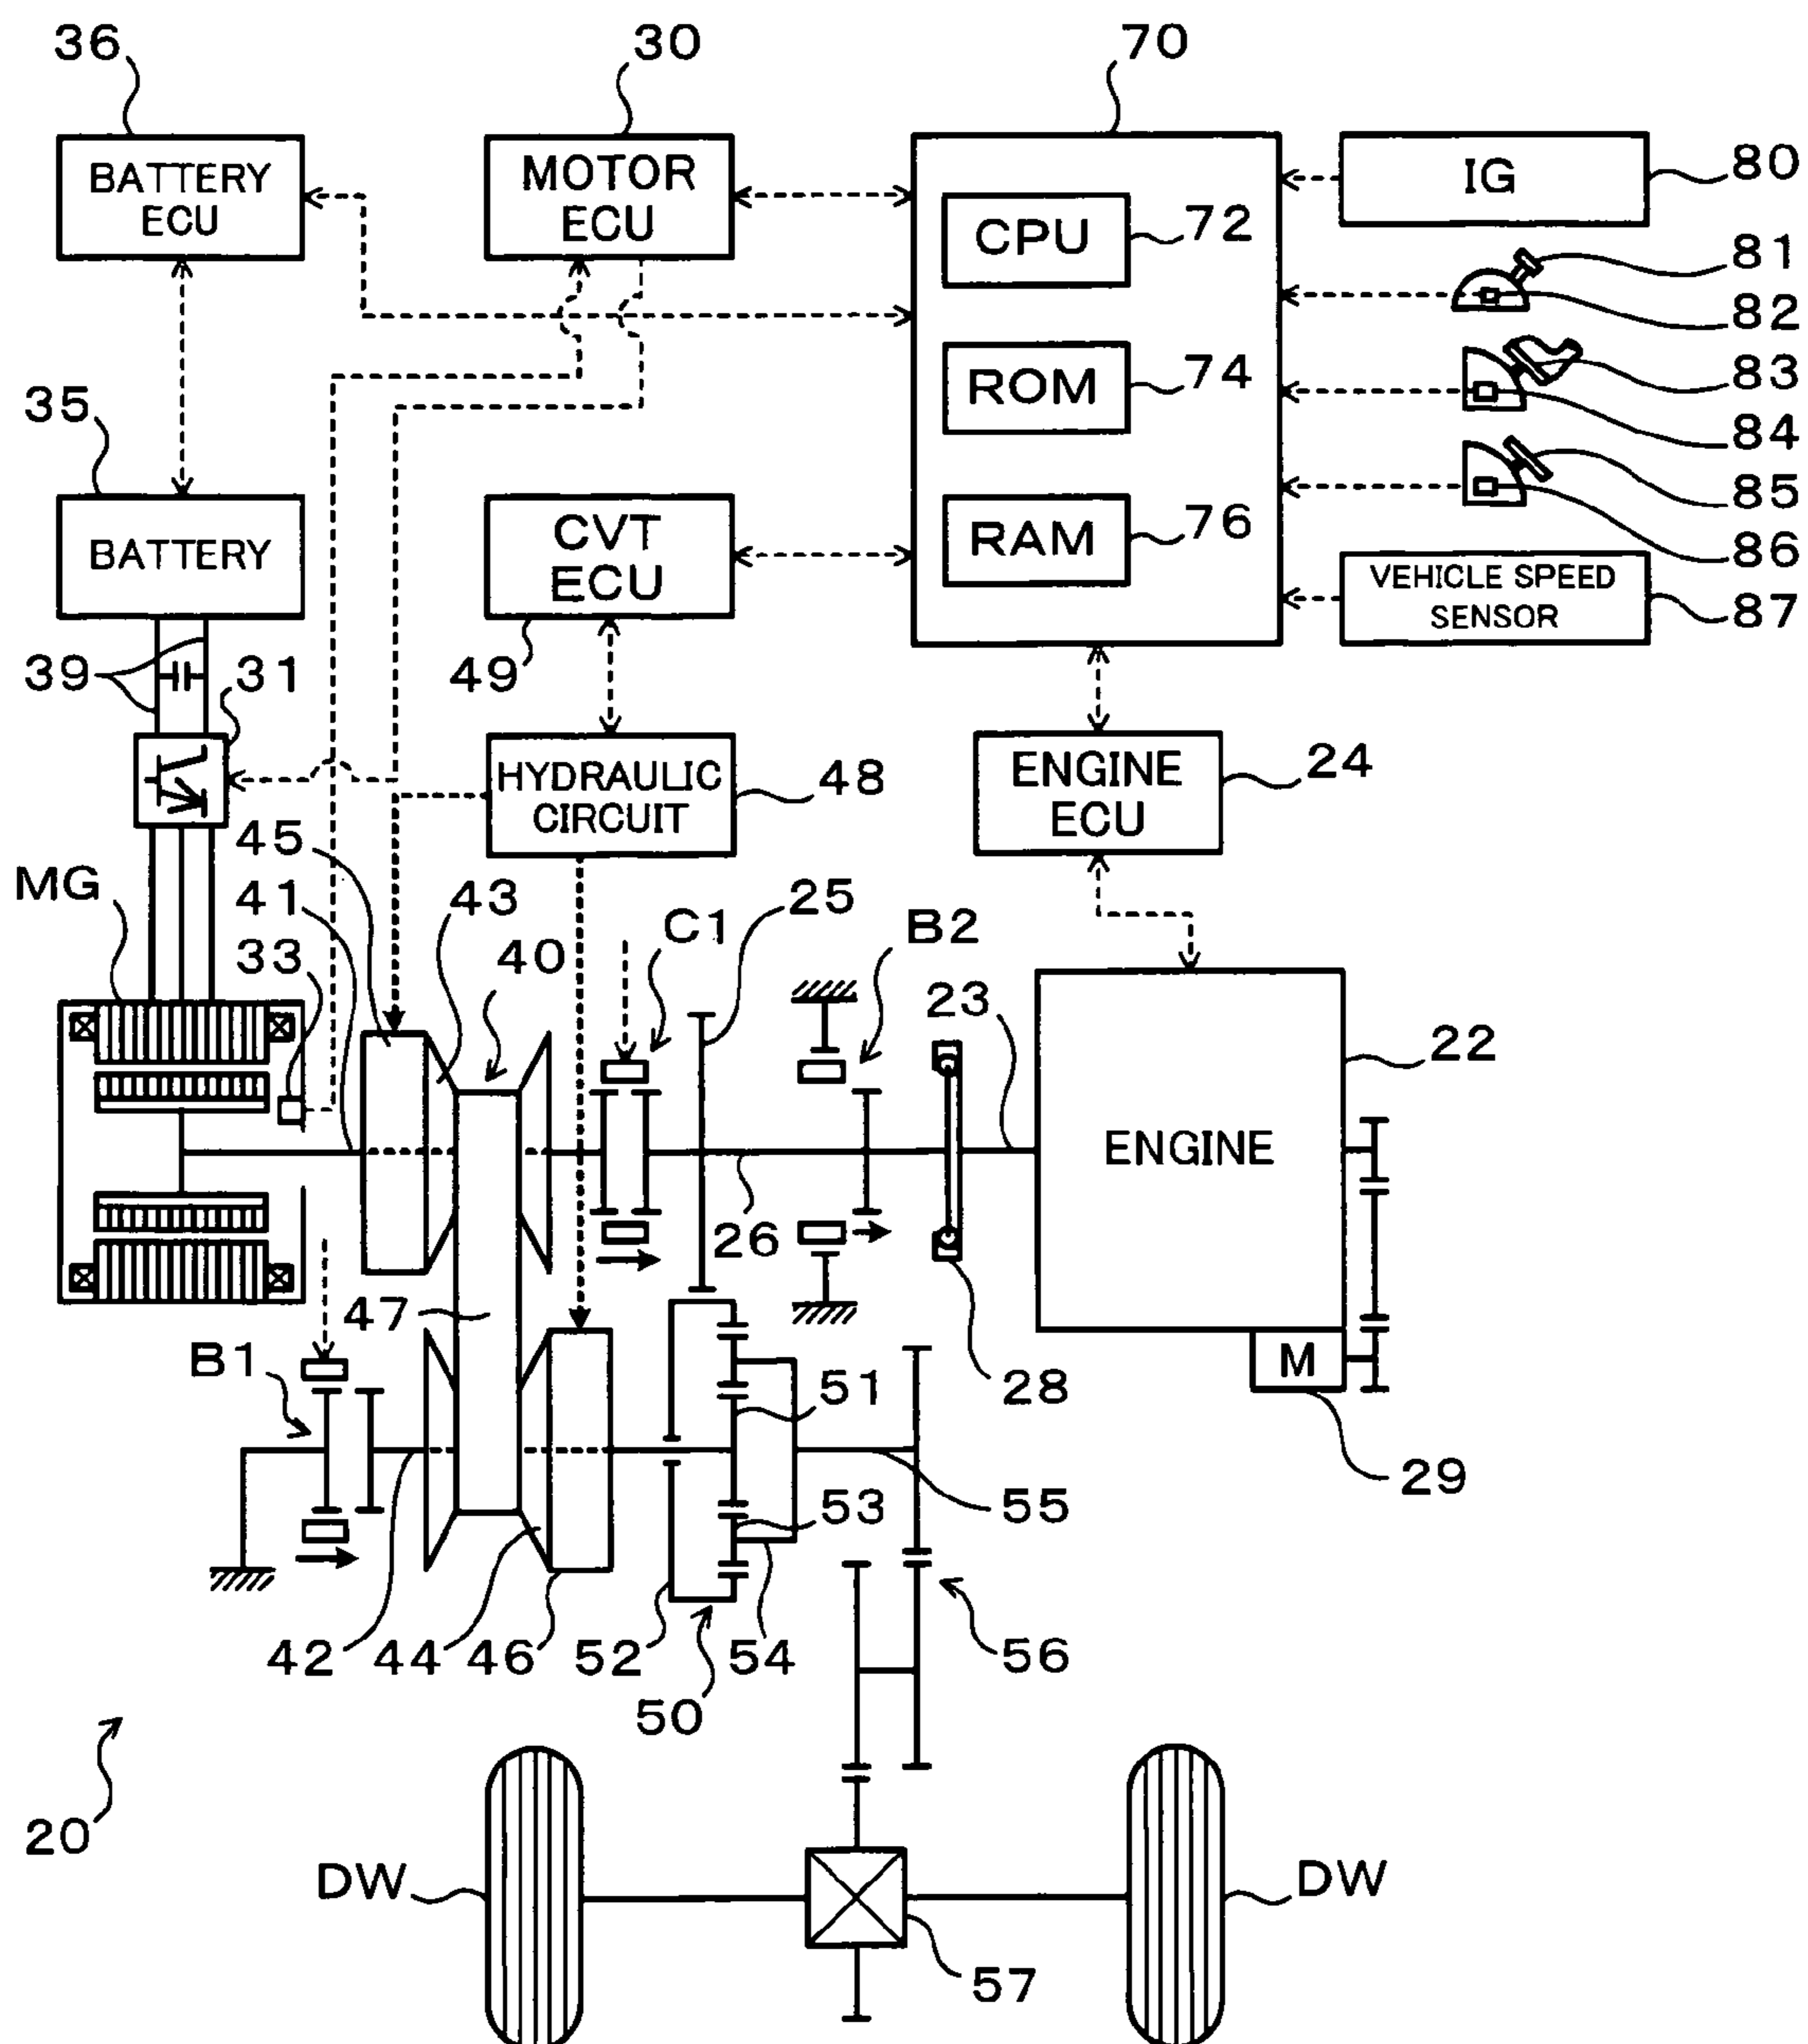 36
30
70
BATTERY
ECU
MOTOR
ECU
IG
80
CPU
72
81
82
ROM
74
83
84
35
85
BATTERY
CVT
ECU
RAM
76
86
VEHICLE SPEED
SENSOR
87
39
31
49
HYDRAULIC
CIRCUIT
48
ENGINE
ECU
24
45
MG
41
43
25
C1
B2
33
40
23
22
ENGINE
26
47
B1
51
28
M
29
53
55
42
44
46
52
54
56
50
20
DW
DW
57